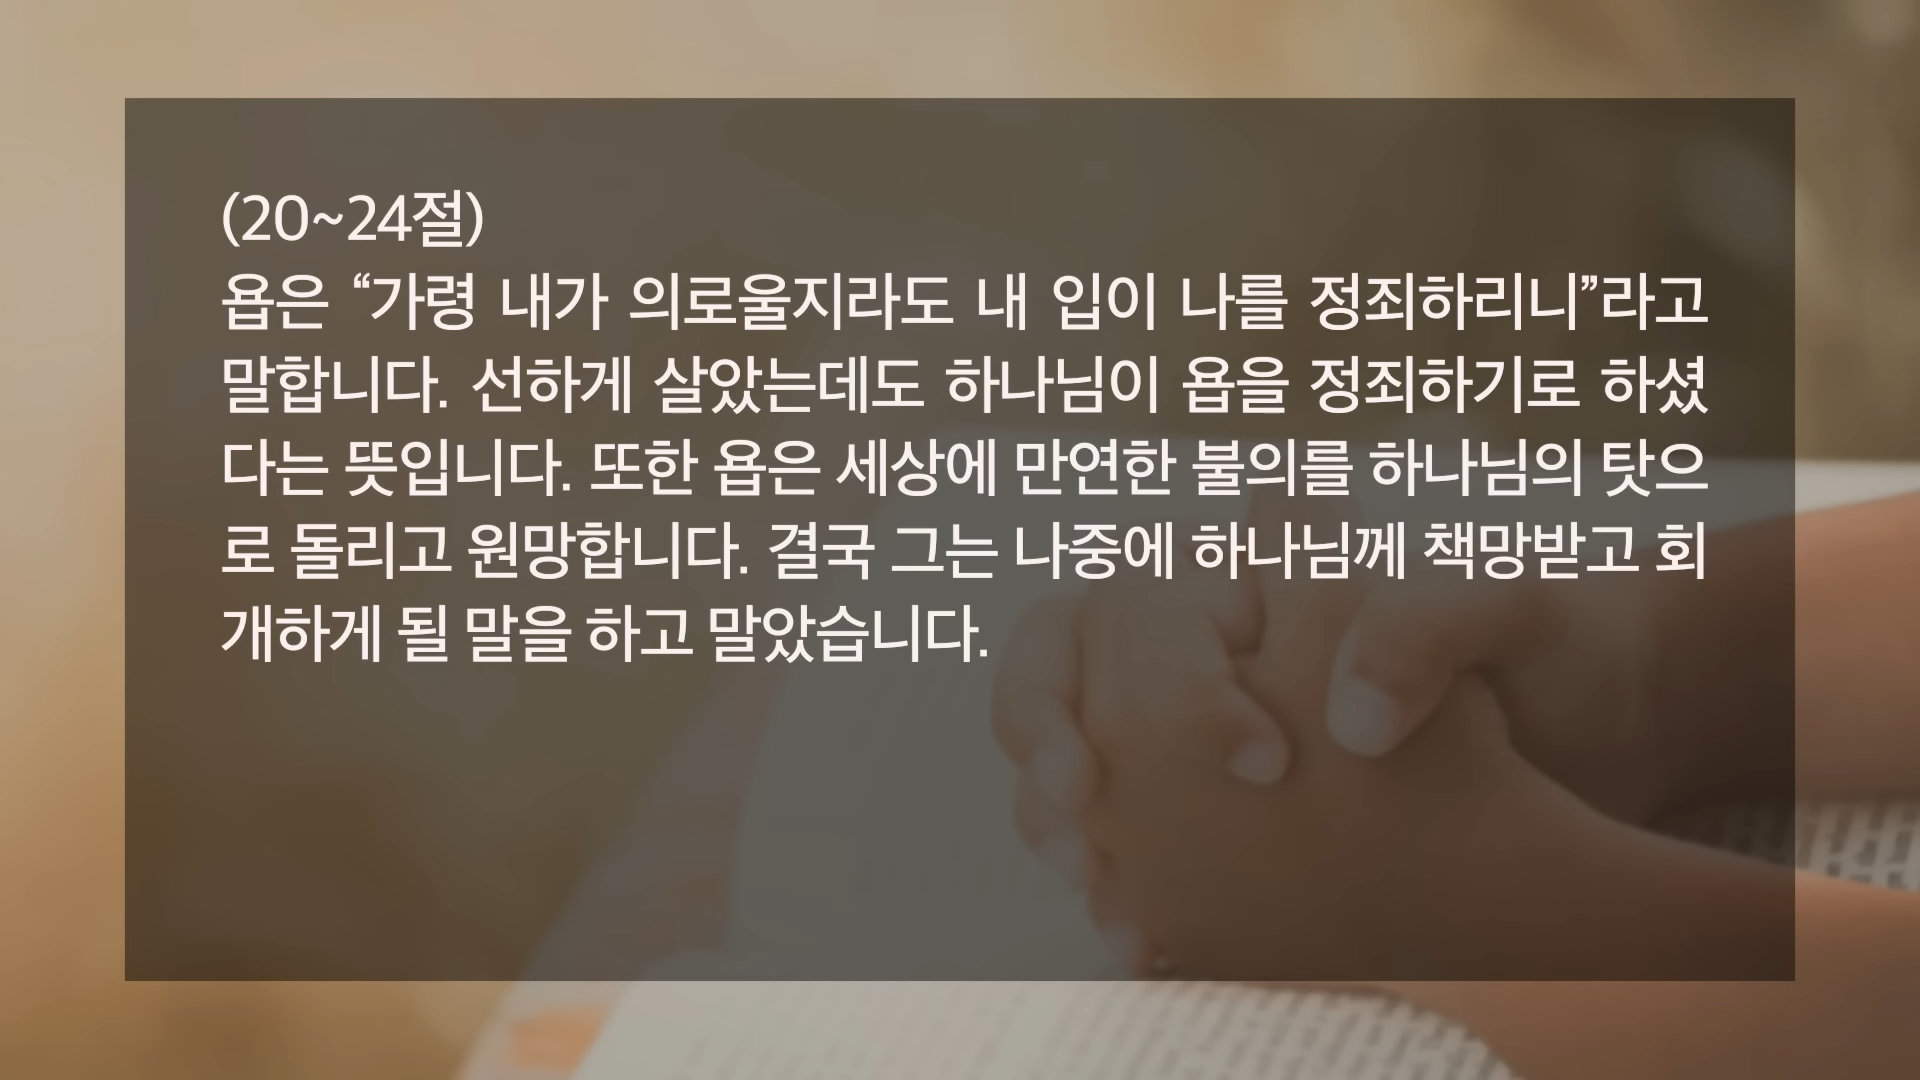 (20~24절)
욥은 “가령 내가 의로울지라도 내 입이 나를 정죄하리니”라고
말합니다. 선하게 살았는데도 하나님이 욥을 정죄하기로 하셨
다는 뜻입니다. 또한 욥은 세상에 만연한 불의를 하나님의 탓으
로 돌리고 원망합니다. 결국 그는 나중에 하나님께 책망받고 회
개하게 될 말을 하고 말았습니다.